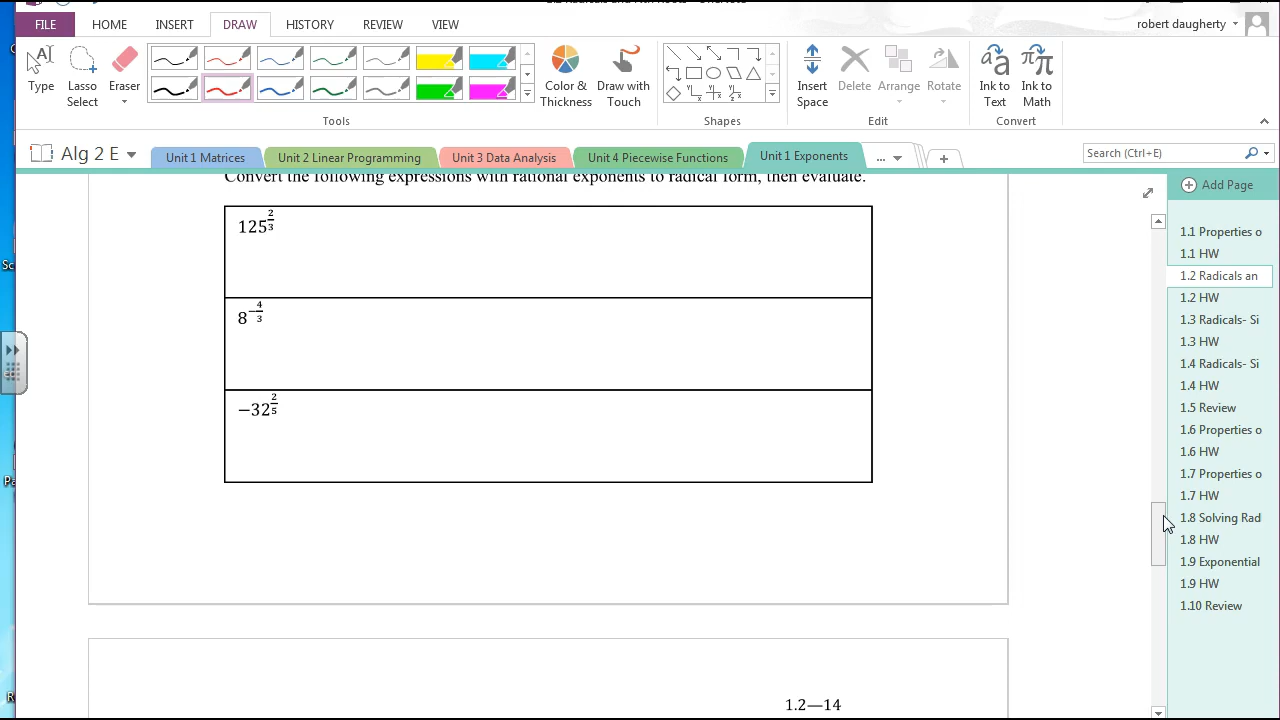 FILE HOME INSERT DRAW HISTORY REVIEW VIEW robert daugherty
Type Lasso Select Eraser Color & Thickness Draw with Touch Insert Space Delete Arrange Rotate Ink to Text Ink to Math
Tools Shapes Edit Convert
Alg 2 E Unit 1 Matrices Unit 2 Linear Programming Unit 3 Data Analysis Unit 4 Piecewise Functions Unit 1 Exponents ... Search (Ctrl+E)
Convert the following expressions with rational exponents to radical form, then evaluate.
Add Page
125^(2/3)
8^(-4/3)
−32^(2/5)
1.1 Properties o
1.1 HW
1.2 Radicals an
1.2 HW
1.3 Radicals- Si
1.3 HW
1.4 Radicals- Si
1.4 HW
1.5 Review
1.6 Properties o
1.6 HW
1.7 Properties o
1.7 HW
1.8 Solving Rad
1.8 HW
1.9 Exponential
1.9 HW
1.10 Review
1.2—14